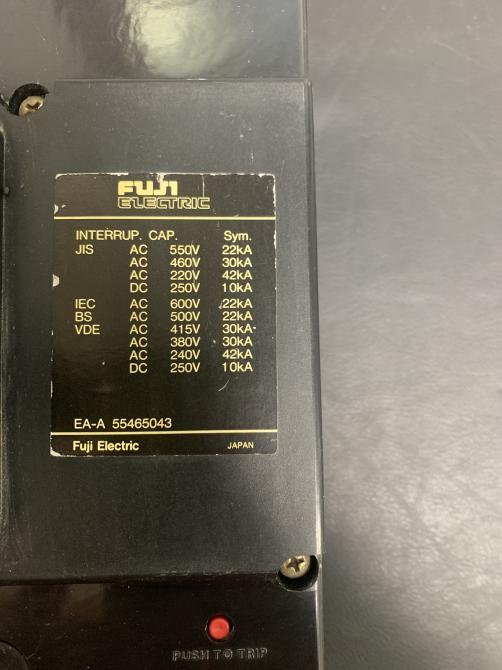 FUJI
ELECTRIC
INTERRUP. CAP. Sym.
JIS AC 550V 22kA
AC 460V 30kA
AC 220V 42kA
DC 250V 10kA
IEC AC 600V 22kA
BS AC 500V 22kA
VDE AC 415V 30kA
AC 380V 30kA
AC 240V 42kA
DC 250V 10kA
EA-A 55465043
Fuji Electric JAPAN
PUSH TO TRIP